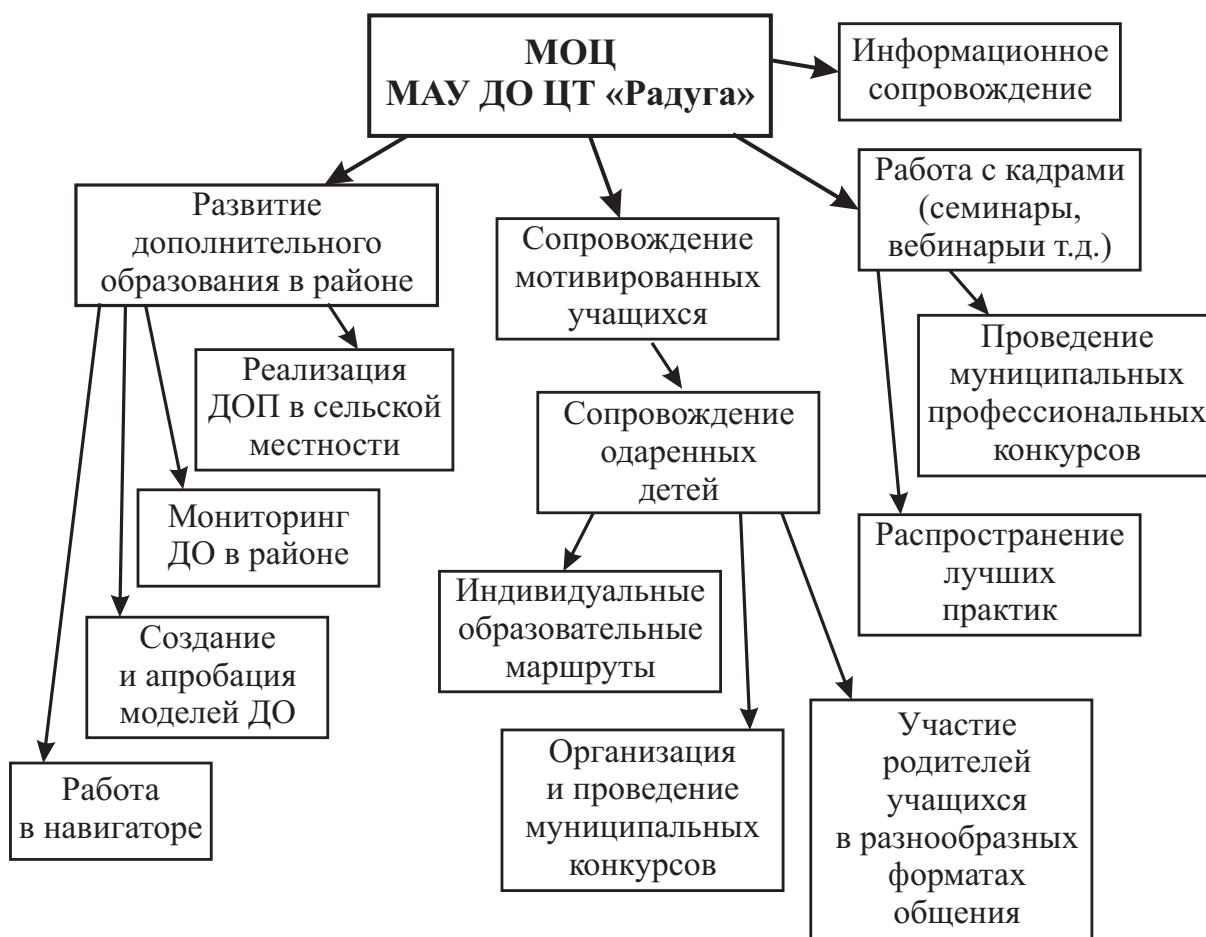 МОЦ
МАУ ДО ЦТ «Радуга»
Информационное
сопровождение
Развитие
дополнительного
образования в районе
Сопровождение
мотивированных
учащихся
Работа с кадрами
(семинары,
вебинарыи т.д.)
Реализация
ДОП в сельской
местности
Мониторинг
ДО в районе
Создание
и апробация
моделей ДО
Работа
в навигаторе
Сопровождение
одаренных
детей
Индивидуальные
образовательные
маршруты
Организация
и проведение
муниципальных
конкурсов
Участие
родителей
учащихся
в разнообразных
форматах
общения
Проведение
муниципальных
профессиональных
конкурсов
Распространение
лучших
практик